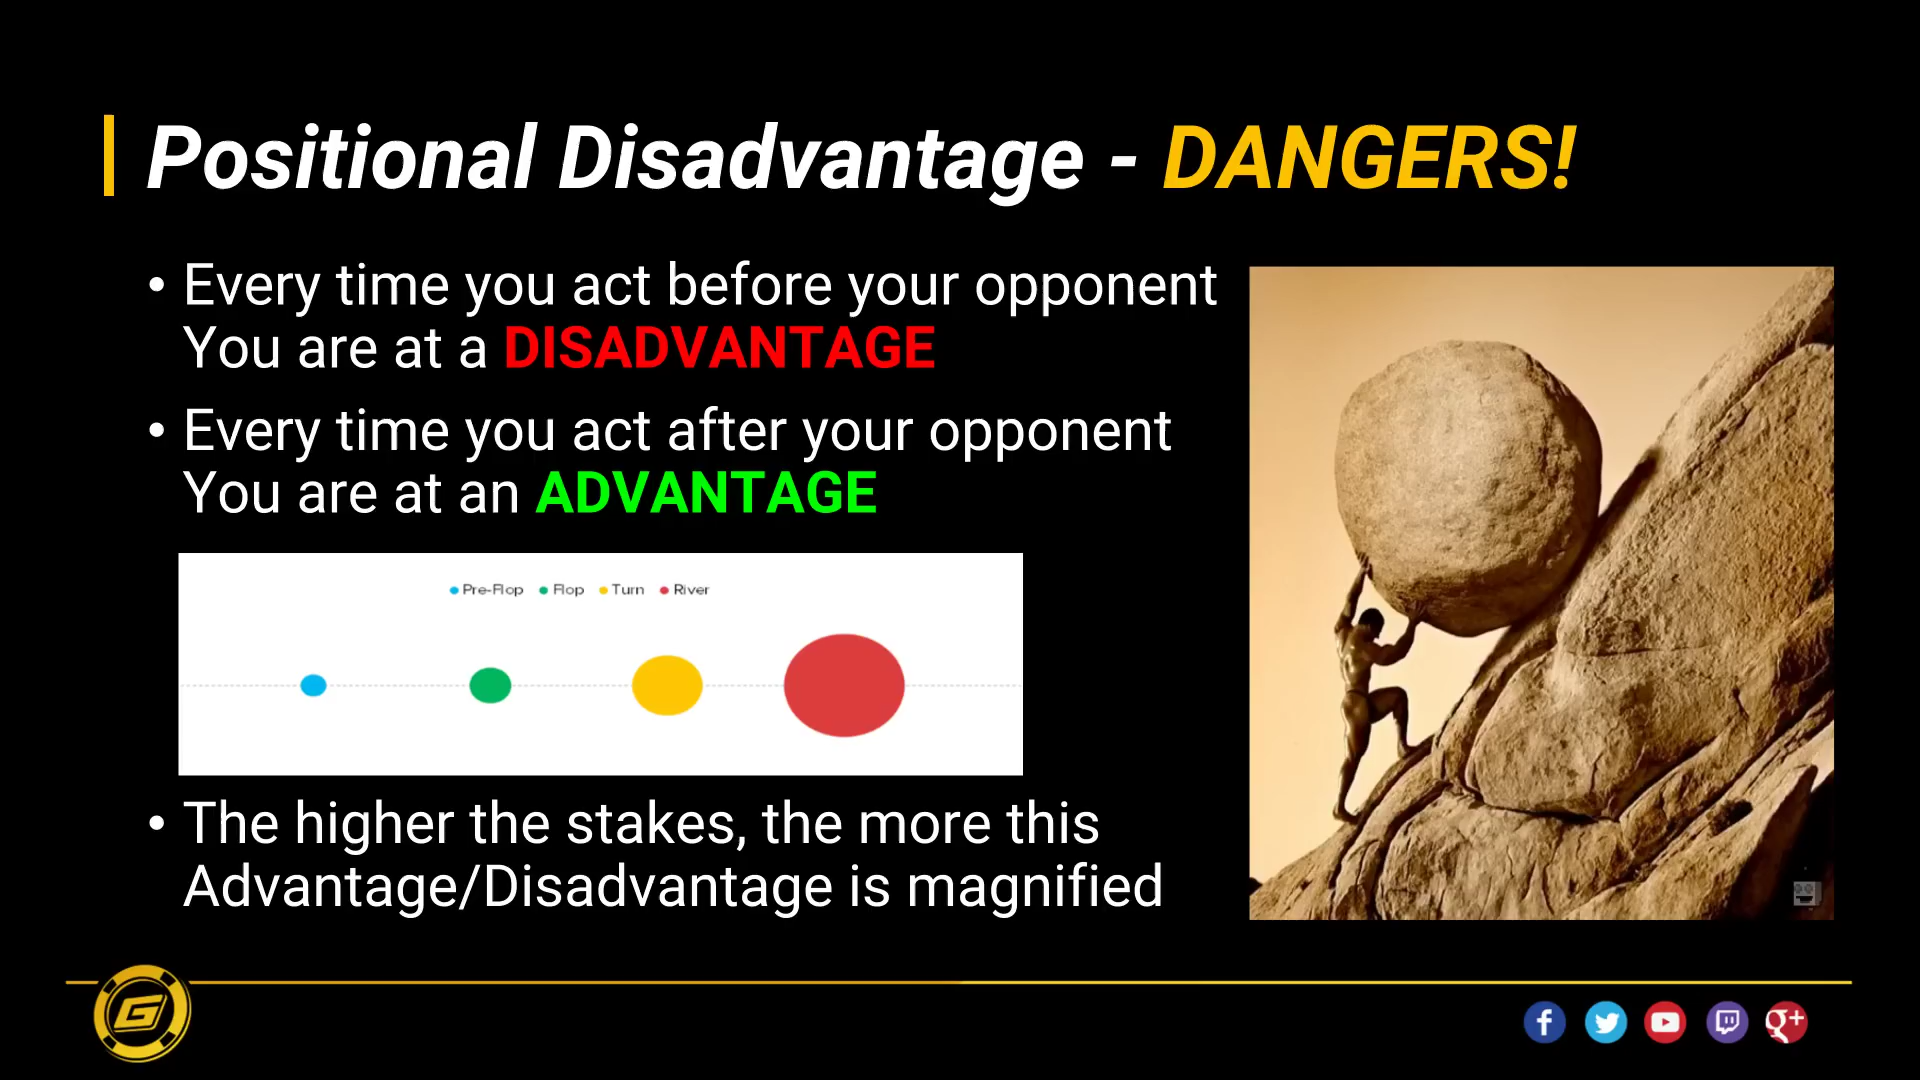 Positional Disadvantage - DANGERS!
• Every time you act before your opponent
You are at a DISADVANTAGE
• Every time you act after your opponent
You are at an ADVANTAGE
Pre-Flop Flop Turn River
• The higher the stakes, the more this
Advantage/Disadvantage is magnified
G
f g+